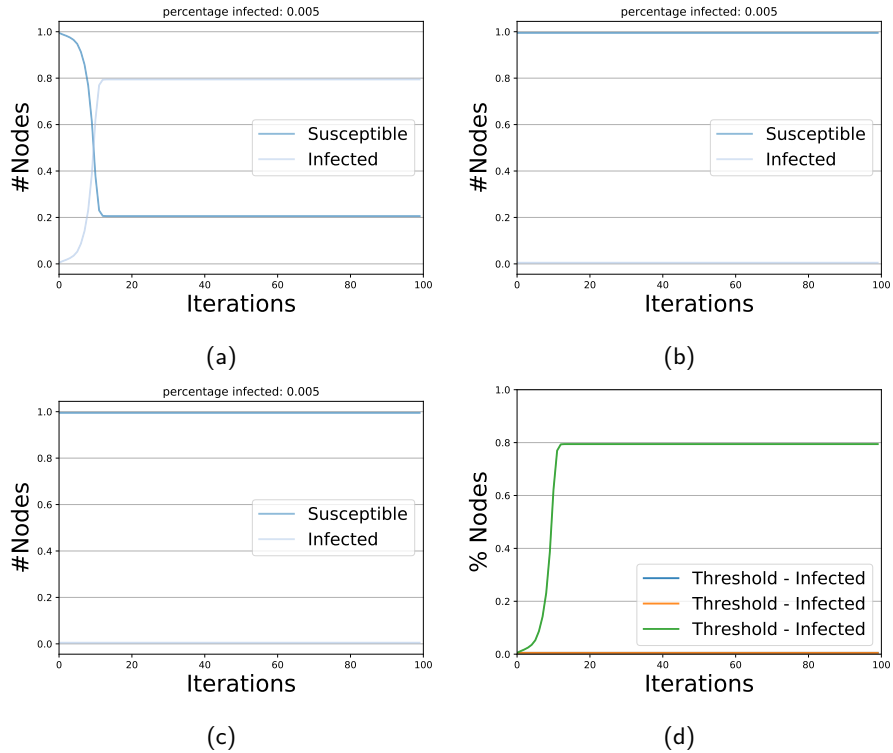 percentage infected: 0.005
1.0
0.8
0.6
0.4
0.2
0.0
#Nodes
Susceptible
Infected
0 20 40 60 80 100
Iterations
(a)
percentage infected: 0.005
1.0
0.8
0.6
0.4
0.2
0.0
#Nodes
Susceptible
Infected
0 20 40 60 80 100
Iterations
(b)
percentage infected: 0.005
1.0
0.8
0.6
0.4
0.2
0.0
#Nodes
Susceptible
Infected
0 20 40 60 80 100
Iterations
(c)
1.0
0.8
0.6
0.4
0.2
0.0
% Nodes
Threshold - Infected
Threshold - Infected
Threshold - Infected
0 20 40 60 80 100
Iterations
(d)